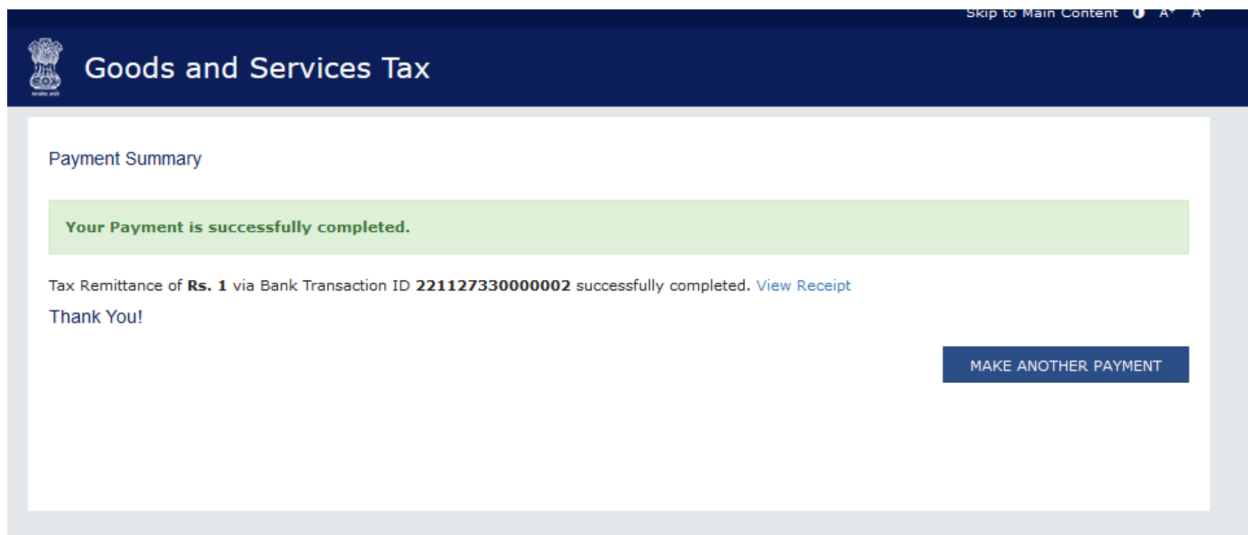 Skip to Main Content A+ A-
Goods and Services Tax
Payment Summary
Your Payment is successfully completed.
Tax Remittance of Rs. 1 via Bank Transaction ID 221127330000002 successfully completed. View Receipt
Thank You!
MAKE ANOTHER PAYMENT